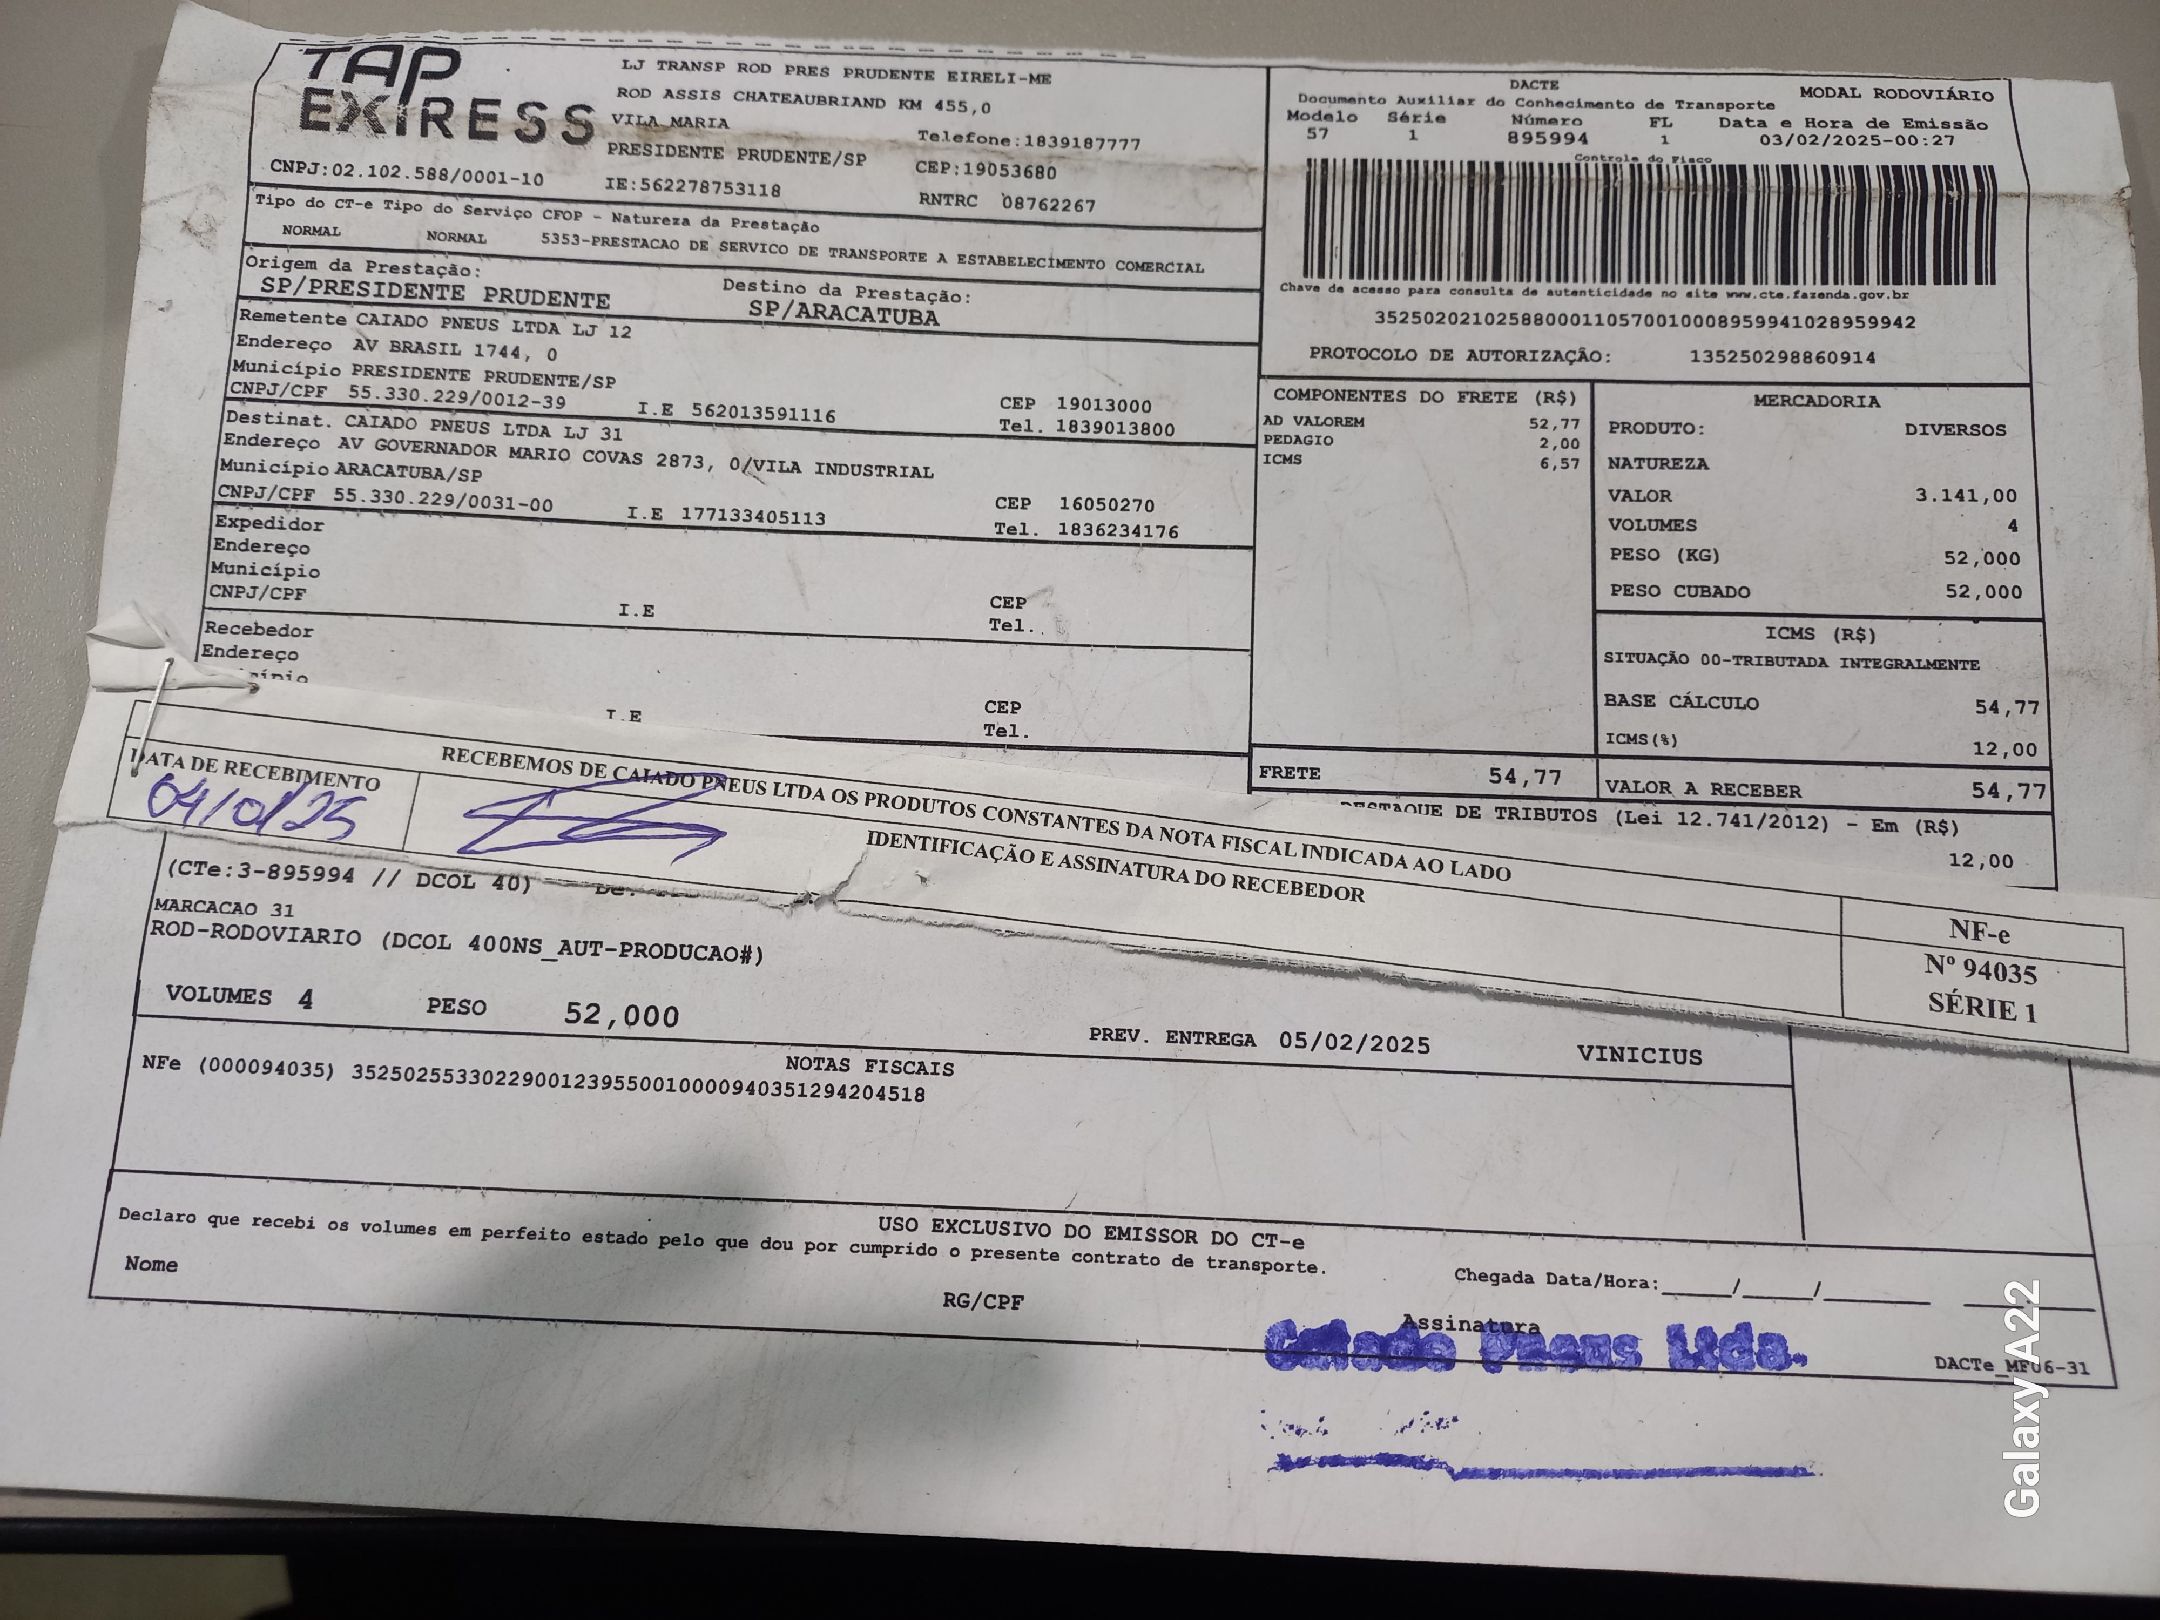 TAP
EXPRESS
LJ TRANSP ROD PRES PRUDENTE EIRELI-ME
ROD ASSIS CHATEAUBRIAND KM 455,0
VILA MARIA
Telefone:1839187777
PRESIDENTE PRUDENTE/SP
CEP:19053680
CNPJ:02.102.588/0001-10
IE:562278753118
RNTRC 08762267
Tipo do CT-e Tipo do Serviço CFOP - Natureza da Prestação
NORMAL NORMAL 5353-PRESTACAO DE SERVICO DE TRANSPORTE A ESTABELECIMENTO COMERCIAL
Origem da Prestação:
SP/PRESIDENTE PRUDENTE
Destino da Prestação:
SP/ARACATUBA
Remetente CAIADO PNEUS LTDA LJ 12
Endereço AV BRASIL 1744, 0
Município PRESIDENTE PRUDENTE/SP
CEP 19013000
CNPJ/CPF 55.330.229/0012-39 I.E 562013591116 Tel. 1839013800
Destinat. CAIADO PNEUS LTDA LJ 31
Endereço AV GOVERNADOR MARIO COVAS 2873, 0/VILA INDUSTRIAL
Município ARACATUBA/SP
CEP 16050270
CNPJ/CPF 55.330.229/0031-00 I.E 177133405113 Tel. 1836234176
Expedidor
Endereço
Município
CEP
CNPJ/CPF I.E Tel.
Recebedor
Endereço
CEP
I.E Tel.
DACTE
MODAL RODOVIÁRIO
Documento Auxiliar do Conhecimento de Transporte
Modelo Série Número FL Data e Hora de Emissão
57 1 895994 1 03/02/2025-00:27
Controle do Fisco
Chave de acesso para consulta de autenticidade no site www.cte.fazenda.gov.br
35250202102588000110570010008959941028959942
PROTOCOLO DE AUTORIZAÇÃO: 135250298860914
COMPONENTES DO FRETE (R$)
AD VALOREM 52,77
PEDAGIO 2,00
ICMS 6,57
FRETE 54,77
MERCADORIA
PRODUTO: DIVERSOS
NATUREZA
VALOR 3.141,00
VOLUMES 4
PESO (KG) 52,000
PESO CUBADO 52,000
ICMS (R$)
SITUAÇÃO 00-TRIBUTADA INTEGRALMENTE
BASE CÁLCULO 54,77
ICMS(%) 12,00
VALOR A RECEBER 54,77
DESTAQUE DE TRIBUTOS (Lei 12.741/2012) - Em (R$)
12,00
RECEBEMOS DE CAIADO PNEUS LTDA OS PRODUTOS CONSTANTES DA NOTA FISCAL INDICADA AO LADO
DATA DE RECEBIMENTO
IDENTIFICAÇÃO E ASSINATURA DO RECEBEDOR
NF-e
Nº 94035
SÉRIE 1
(CTe:3-895994 // DCOL 40)
MARCACAO 31
ROD-RODOVIARIO (DCOL 400NS_AUT-PRODUCAO#)
VOLUMES 4 PESO 52,000 PREV. ENTREGA 05/02/2025 VINICIUS
NOTAS FISCAIS
NFe (000094035) 35250255330229001239550010000940351294204518
USO EXCLUSIVO DO EMISSOR DO CT-e
Declaro que recebi os volumes em perfeito estado pelo que dou por cumprido o presente contrato de transporte.
Nome
RG/CPF
Chegada Data/Hora:_____/_____/_______
Assinatura
Caiado Pneus Ltda.
DACTe_MF06-31
Galaxy A22